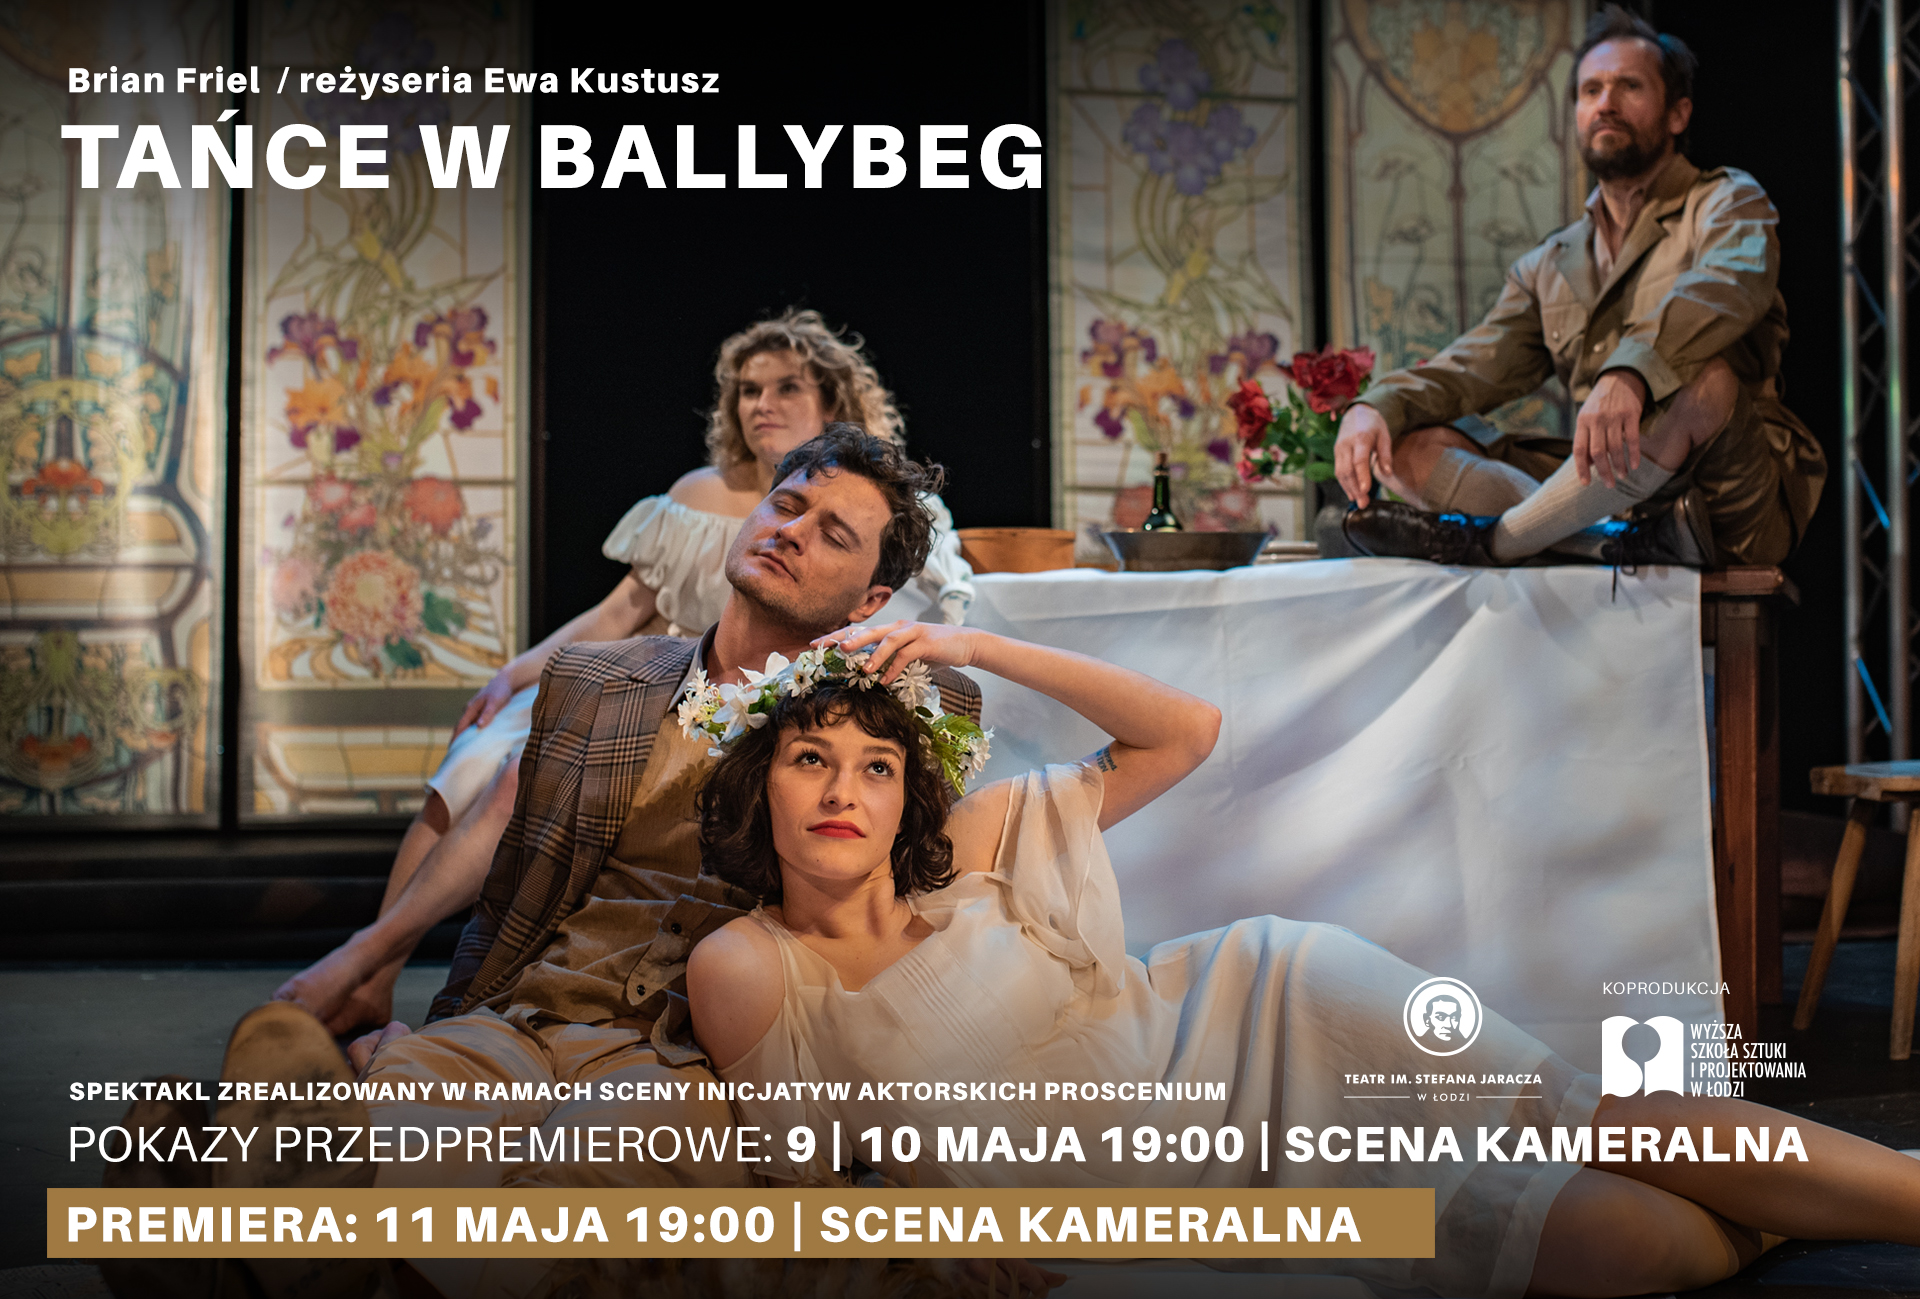 Brian Friel / reżyseria Ewa Kustusz
TAŃCE W BALLYBEG
KOPRODUKCJA
WYŻSZA
SZKOŁA SZTUKI
I PROJEKTOWANIA
W ŁODZI
TEATR IM. STEFANA JARACZA
W ŁODZI
SPEKTAKL ZREALIZOWANY W RAMACH SCENY INICJATYW AKTORSKICH PROSCENIUM
POKAZY PRZEDPREMIEROWE: 9 | 10 MAJA 19:00 | SCENA KAMERALNA
PREMIERA: 11 MAJA 19:00 | SCENA KAMERALNA